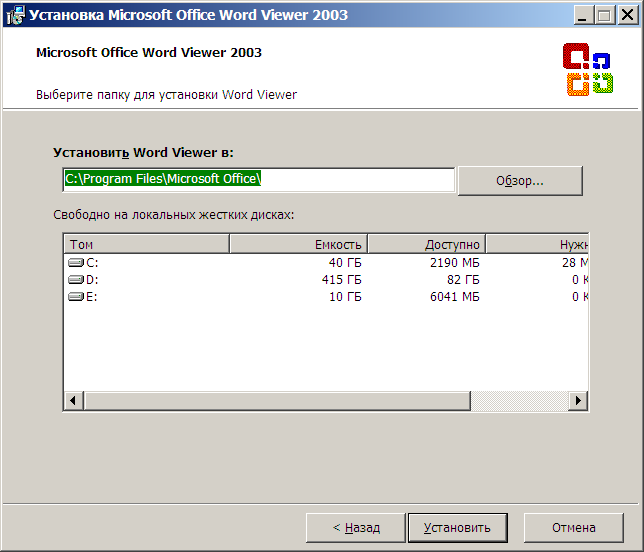 Установка Microsoft Office Word Viewer 2003
Microsoft Office Word Viewer 2003
Выберите папку для установки Word Viewer
Установить Word Viewer в:
C:\Program Files\Microsoft Office\
Обзор...
Свободно на локальных жестких дисках:
Том Емкость Доступно Нужн
C: 40 ГБ 2190 МБ 28 М
D: 415 ГБ 82 ГБ 0 К
E: 10 ГБ 6041 МБ 0 К
< Назад Установить Отмена